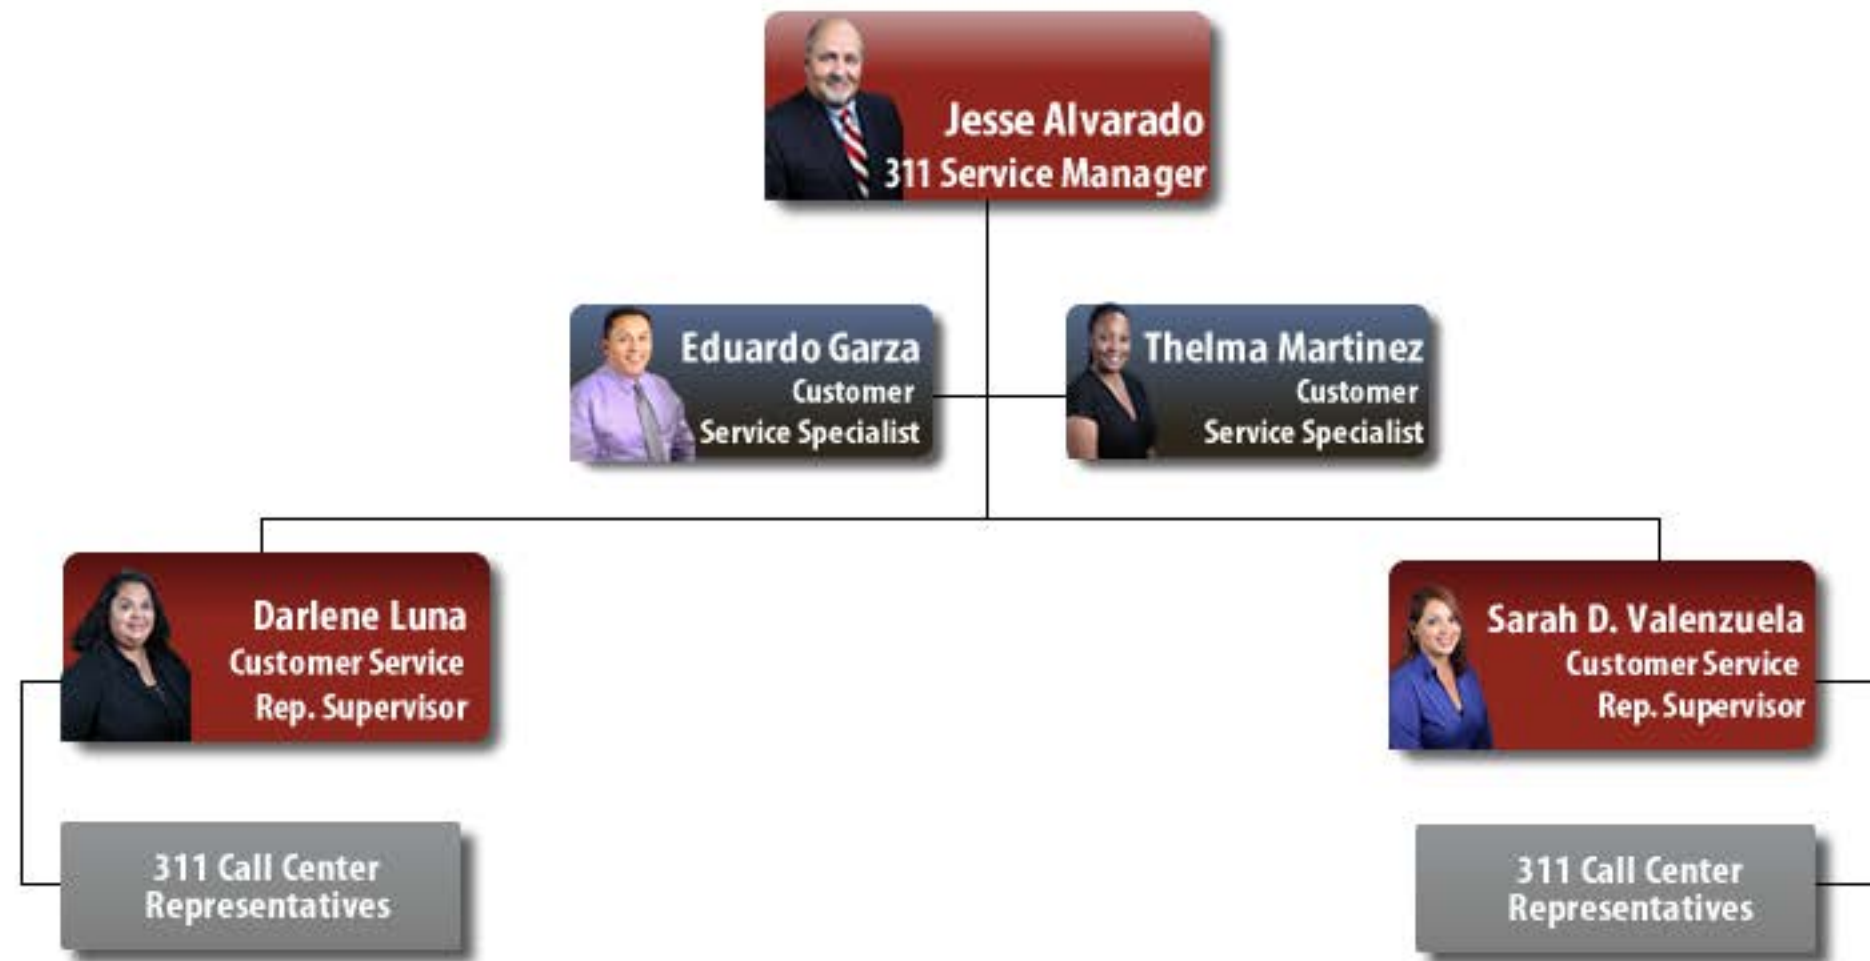 Jesse Alvarado
311 Service Manager
Eduardo Garza
Customer
Service Specialist
Thelma Martinez
Customer
Service Specialist
Darlene Luna
Customer Service
Rep. Supervisor
Sarah D. Valenzuela
Customer Service
Rep. Supervisor
311 Call Center
Representatives
311 Call Center
Representatives